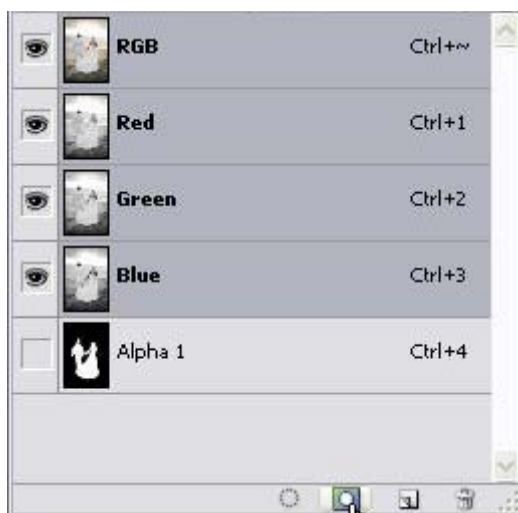 RGB Ctrl+~
Red Ctrl+1
Green Ctrl+2
Blue Ctrl+3
Alpha 1 Ctrl+4